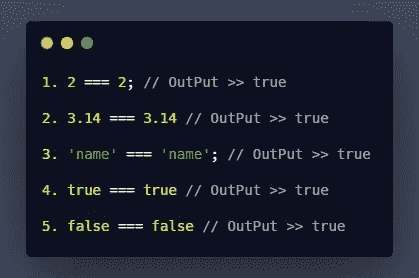 1. 2 === 2; // OutPut >> true
2. 3.14 === 3.14 // OutPut >> true
3. 'name' === 'name'; // OutPut >> true
4. true === true // OutPut >> true
5. false === false // OutPut >> true